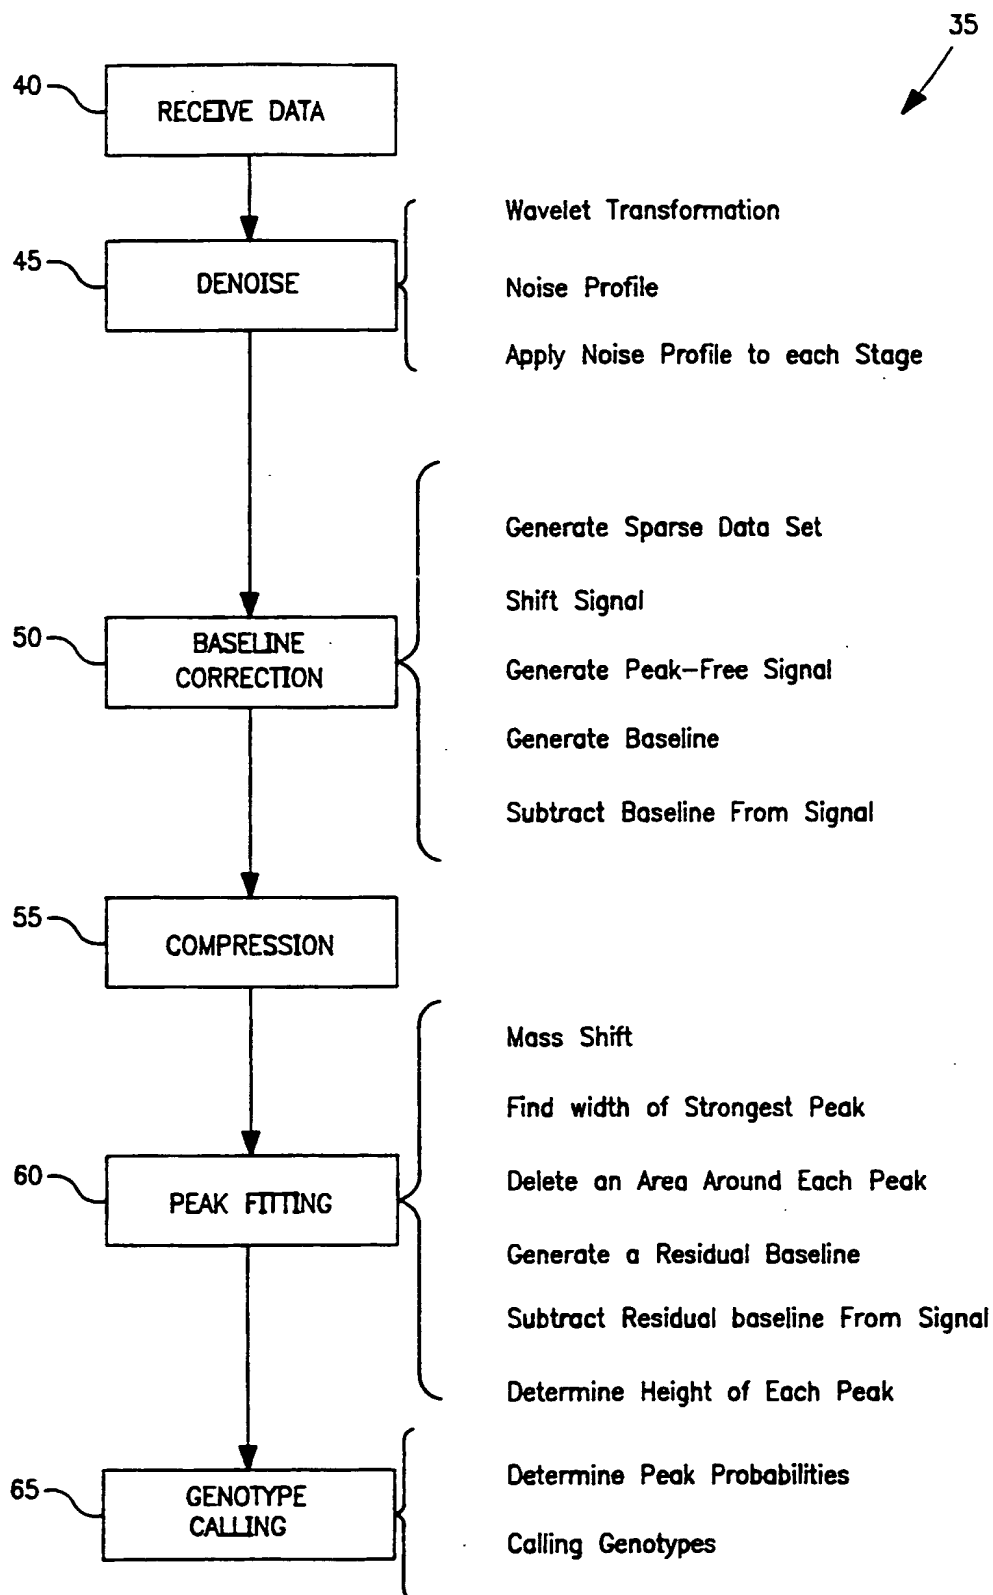 35
40
RECEIVE DATA
45
DENOISE
Wavelet Transformation
Noise Profile
Apply Noise Profile to each Stage
50
BASELINE
CORRECTION
Generate Sparse Data Set
Shift Signal
Generate Peak-Free Signal
Generate Baseline
Subtract Baseline From Signal
55
COMPRESSION
60
PEAK FITTING
Mass Shift
Find width of Strongest Peak
Delete an Area Around Each Peak
Generate a Residual Baseline
Subtract Residual baseline From Signal
Determine Height of Each Peak
65
GENOTYPE
CALLING
Determine Peak Probabilities
Calling Genotypes